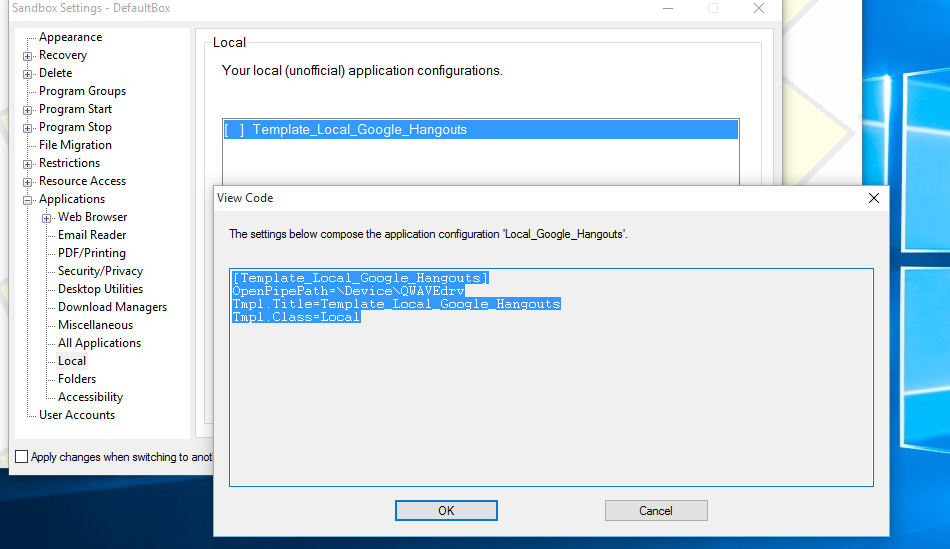 Sandbox Settings - DefaultBox
Appearance
Recovery
Delete
Program Groups
Program Start
Program Stop
File Migration
Restrictions
Resource Access
Applications
Web Browser
Email Reader
PDF/Printing
Security/Privacy
Desktop Utilities
Download Managers
Miscellaneous
All Applications
Local
Folders
Accessibility
User Accounts
Apply changes when switching to anot
Local
Your local (unofficial) application configurations.
[ ] Template_Local_Google_Hangouts
View Code
The settings below compose the application configuration 'Local_Google_Hangouts'.
[Template_Local_Google_Hangouts]
OpenPipePath=\Device\QWAVEdrv
Tmpl.Title=Template_Local_Google_Hangouts
Tmpl.Class=Local
OK Cancel